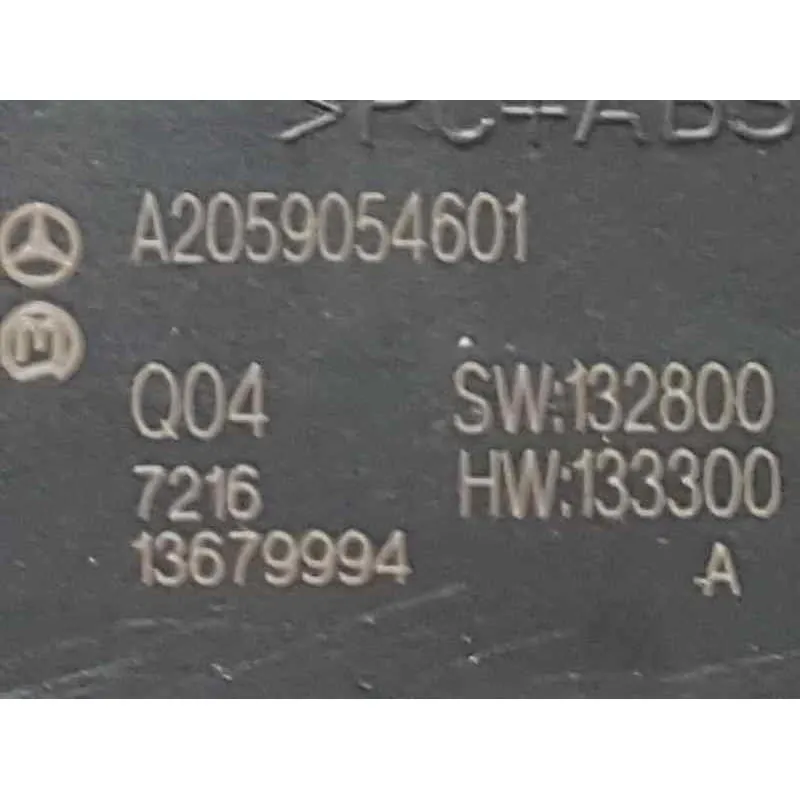 >PC+ABS
A2059054601
M
Q04 SW:132800
7216 HW:133300
13679994 A